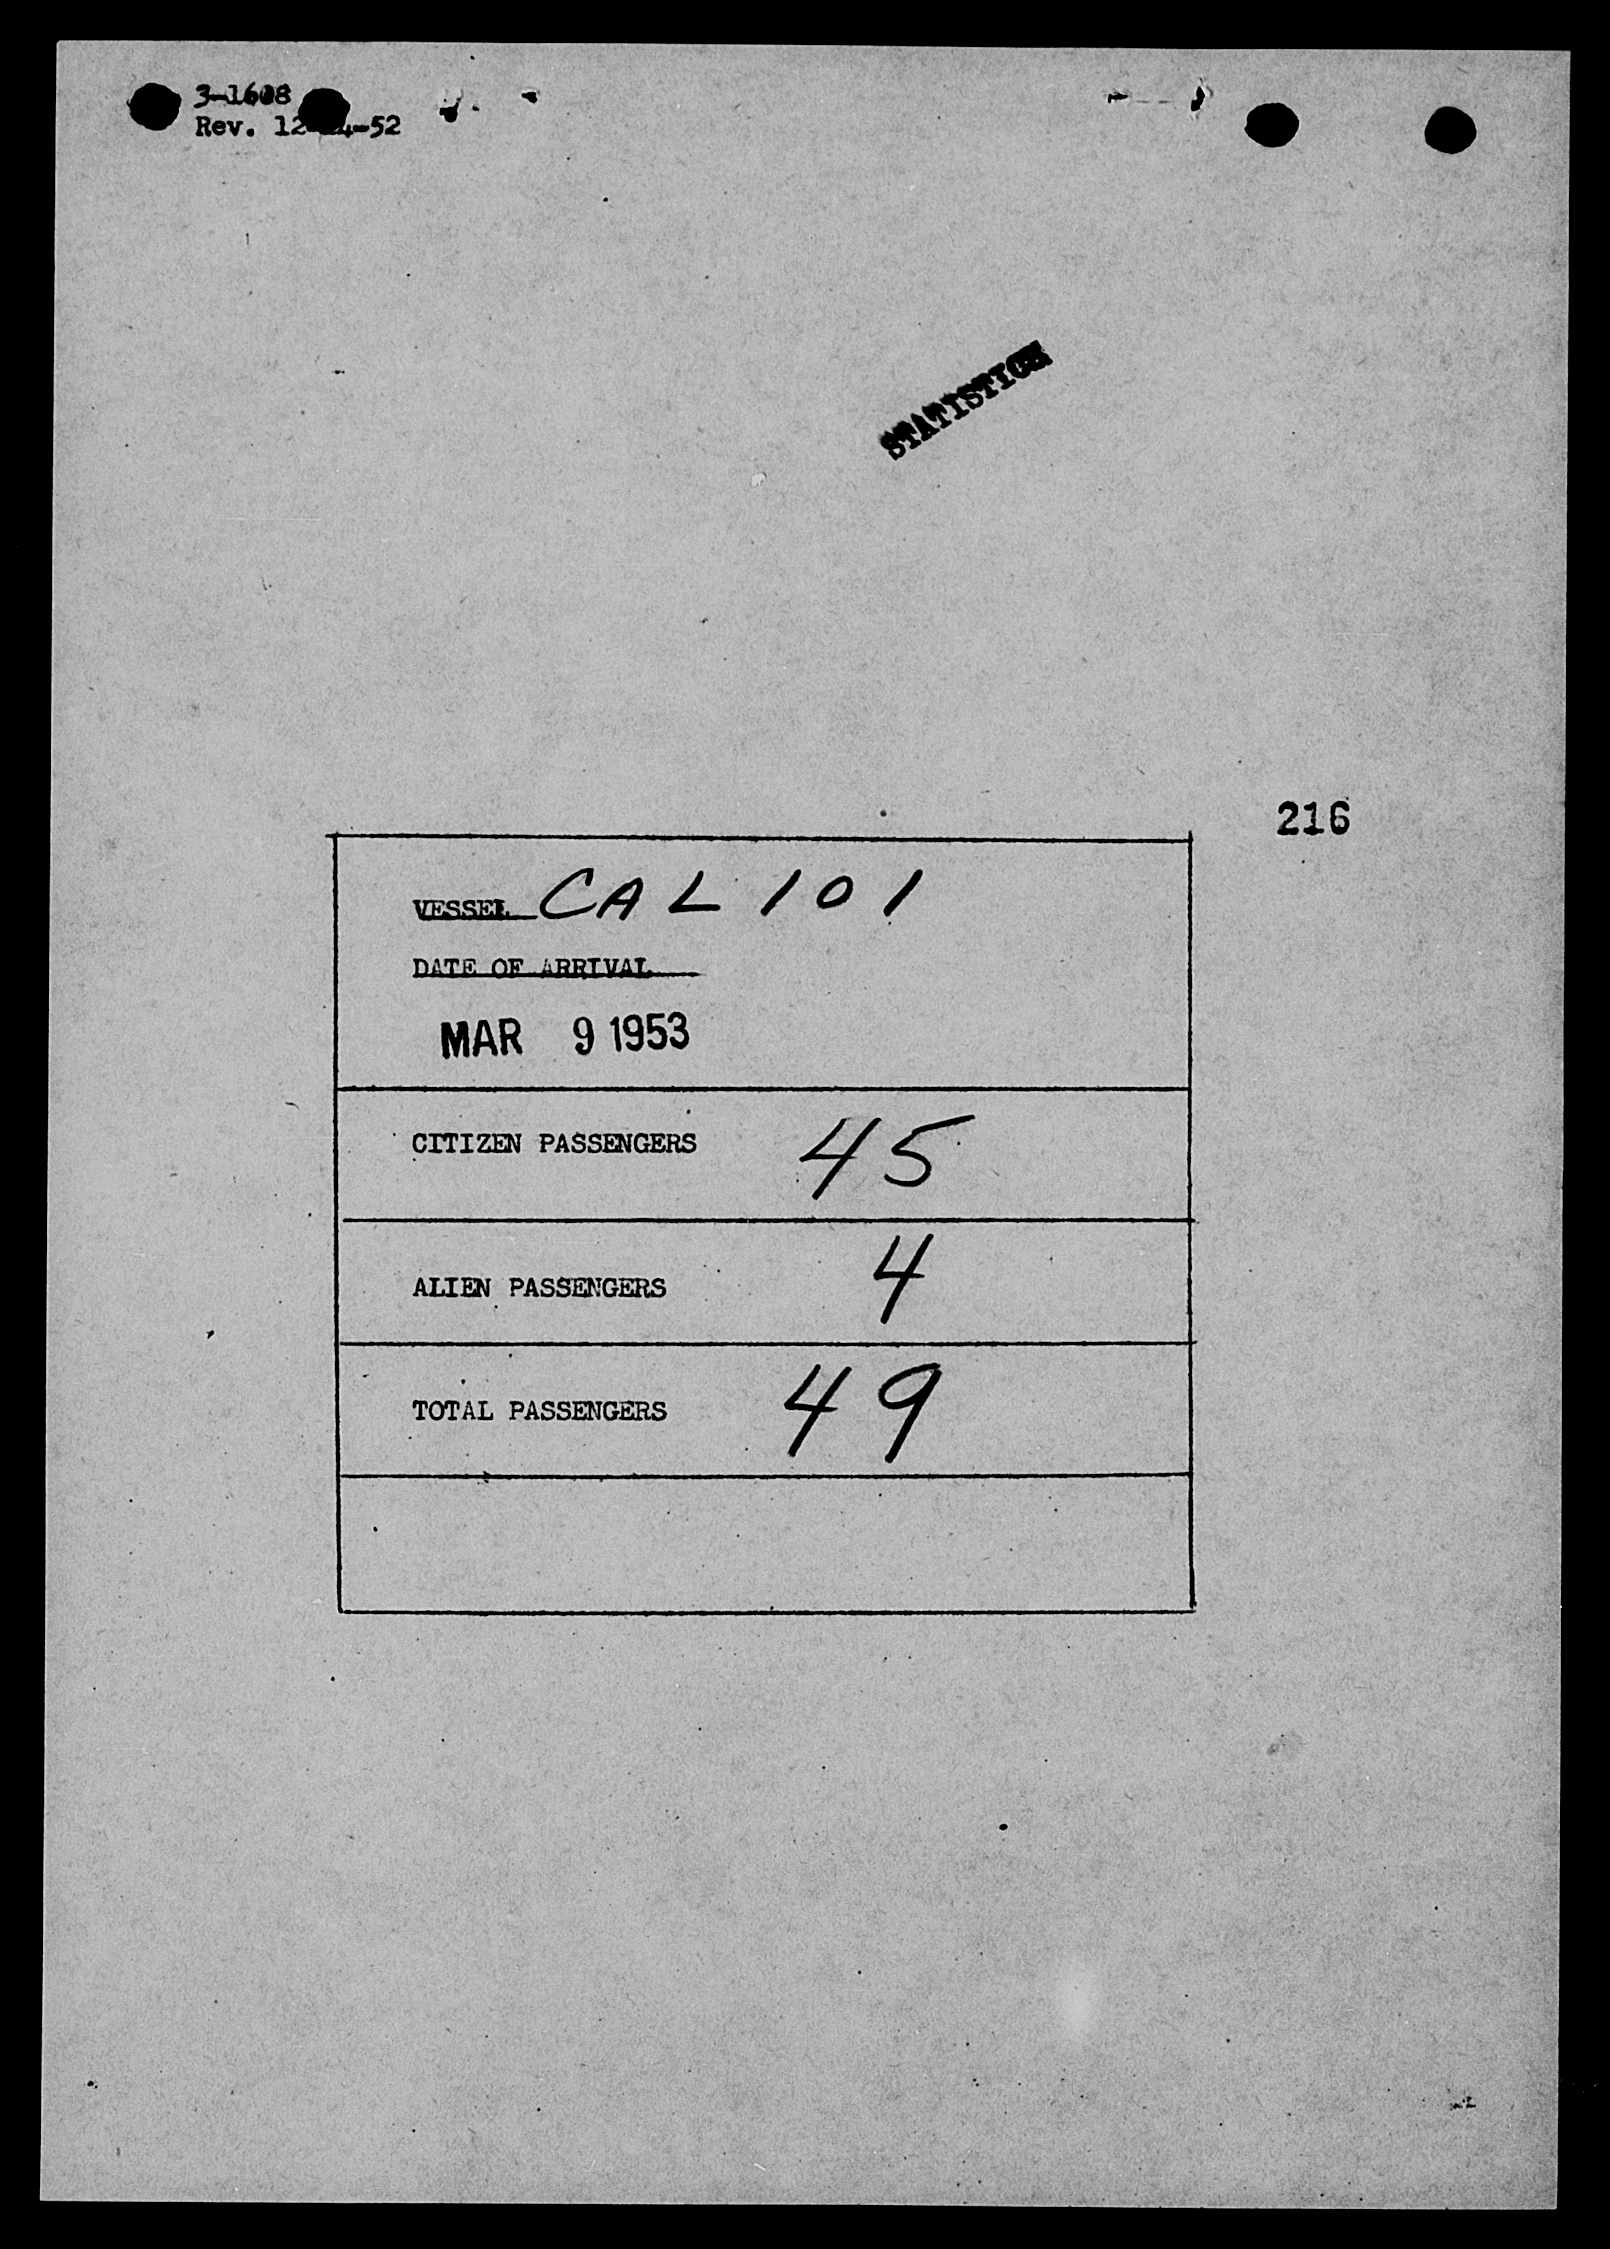 3-1608
Rev. 12-24-52
STATISTICS
216
VESSEL CAL 101
DATE OF ARRIVAL
MAR 9 1953
CITIZEN PASSENGERS 45
ALIEN PASSENGERS 4
TOTAL PASSENGERS 49